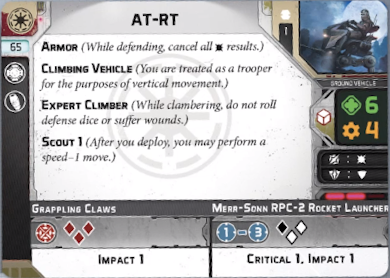 AT-RT
1
65
ARMOR (While defending, cancel all results.)
CLIMBING VEHICLE (You are treated as a trooper
for the purposes of vertical movement.)
EXPERT CLIMBER (While clambering, do not roll
defense dice or suffer wounds.)
SCOUT 1 (After you deploy, you may perform a
speed–1 move.)
GROUND VEHICLE
6
4
GRAPPLING CLAWS
MERR-SONN RPC-2 ROCKET LAUNCHER
1 – 3
IMPACT 1
CRITICAL 1, IMPACT 1